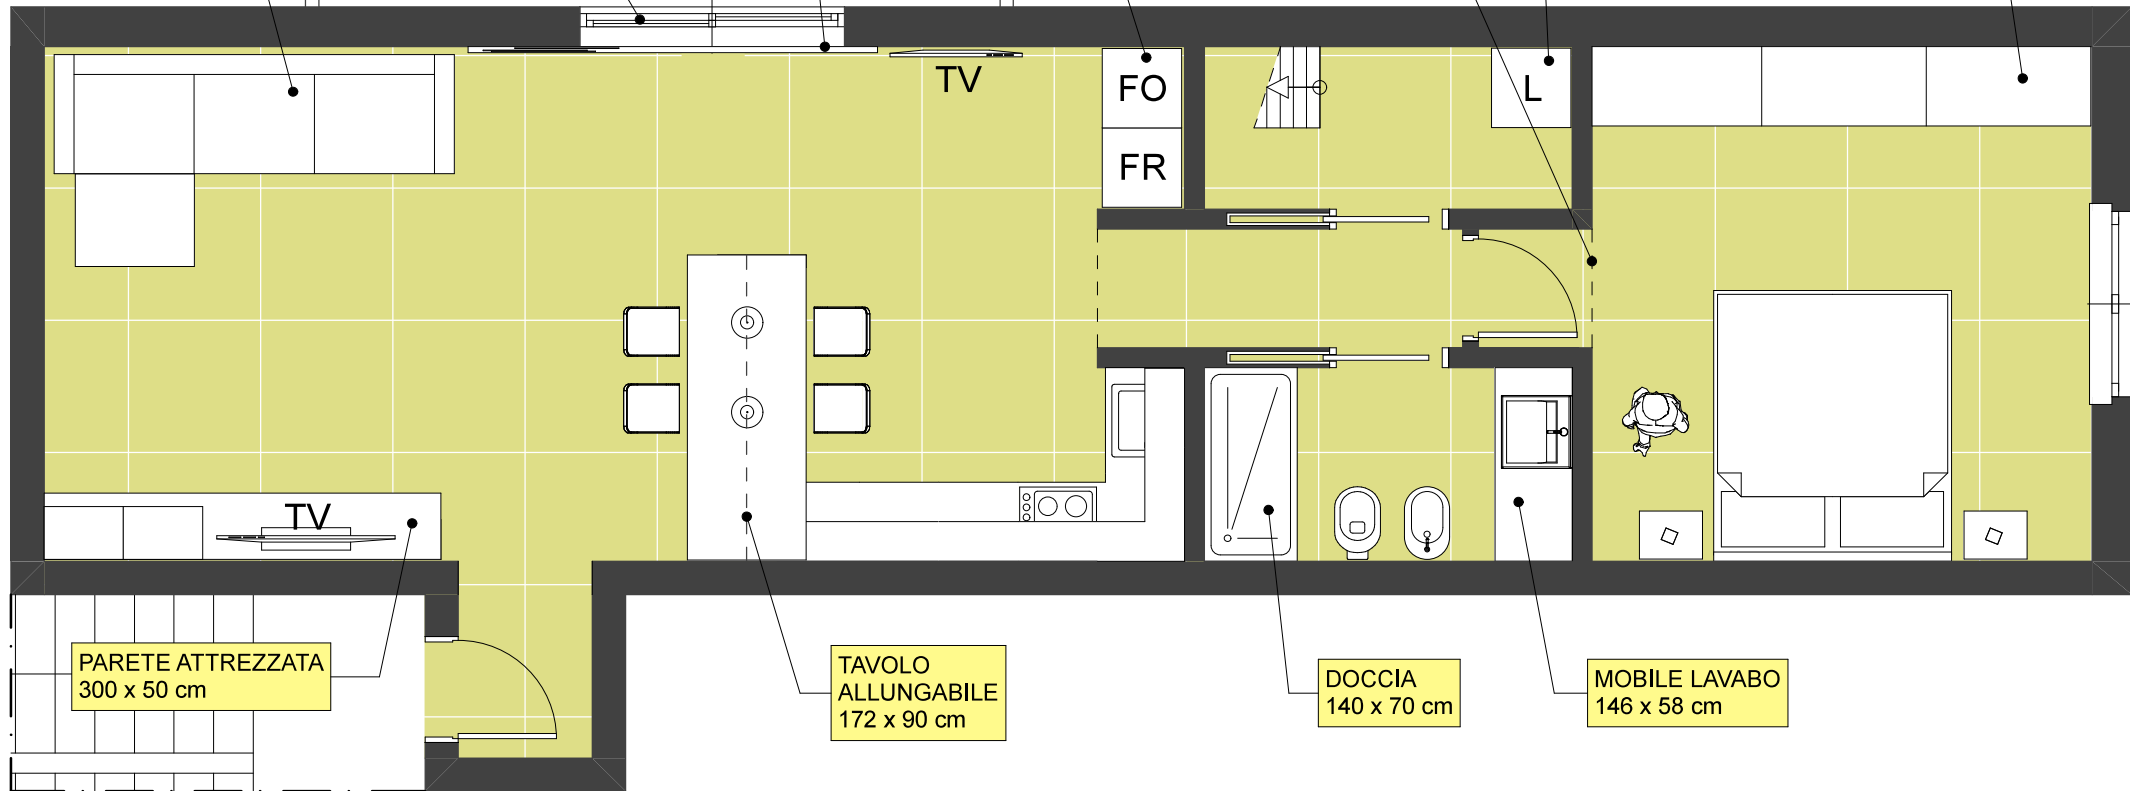 TV
FO
L
FR
TV
PARETE ATTREZZATA
300 x 50 cm
TAVOLO
ALLUNGABILE
172 x 90 cm
DOCCIA
140 x 70 cm
MOBILE LAVABO
146 x 58 cm